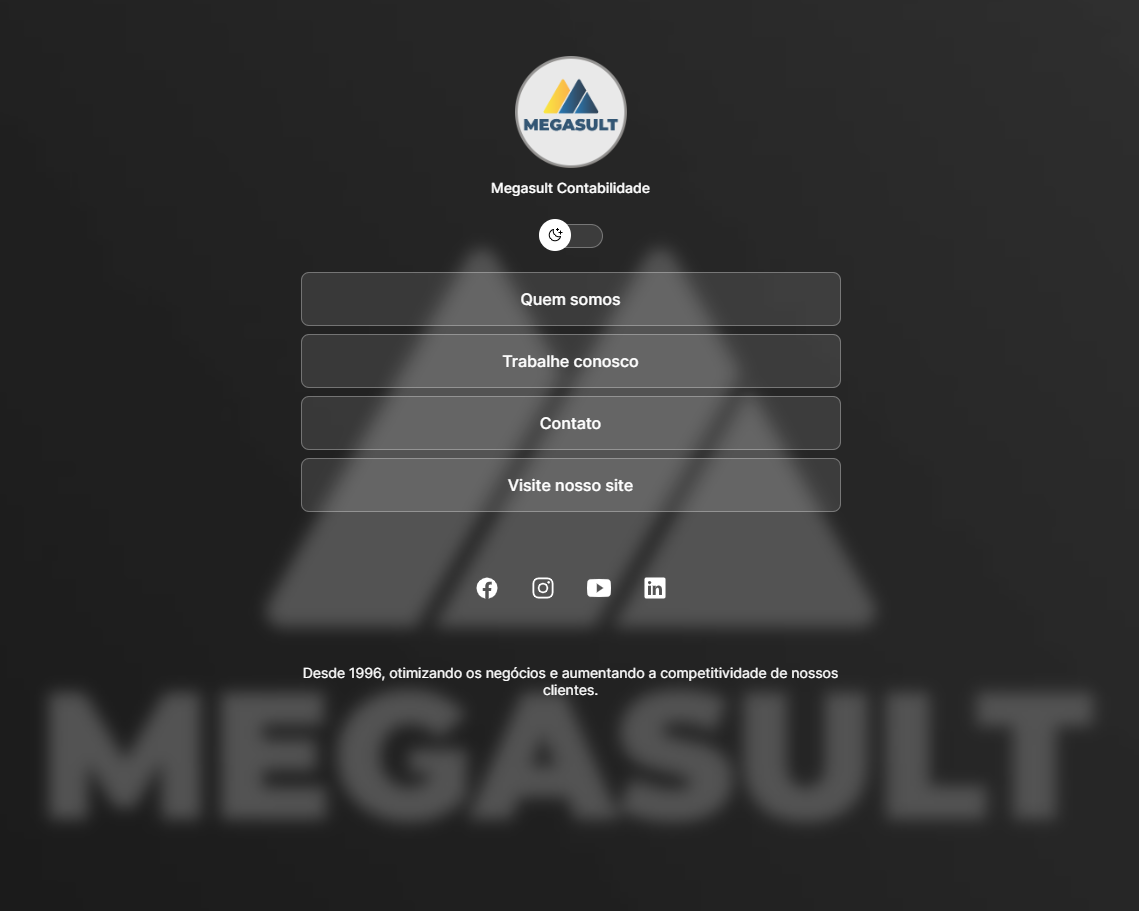 MEGASULT
Megasult Contabilidade
Quem somos
Trabalhe conosco
Contato
Visite nosso site
Desde 1996, otimizando os negócios e aumentando a competitividade de nossos
clientes.
MEGASULT